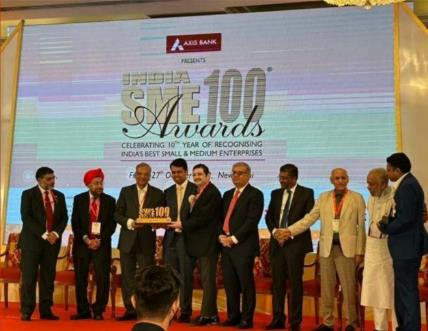 AXIS BANK
PRESENTS
INDIA
SME 100®
Awards
CELEBRATING 10TH YEAR OF RECOGNISING
INDIA'S BEST SMALL & MEDIUM ENTERPRISES
27
SME 100